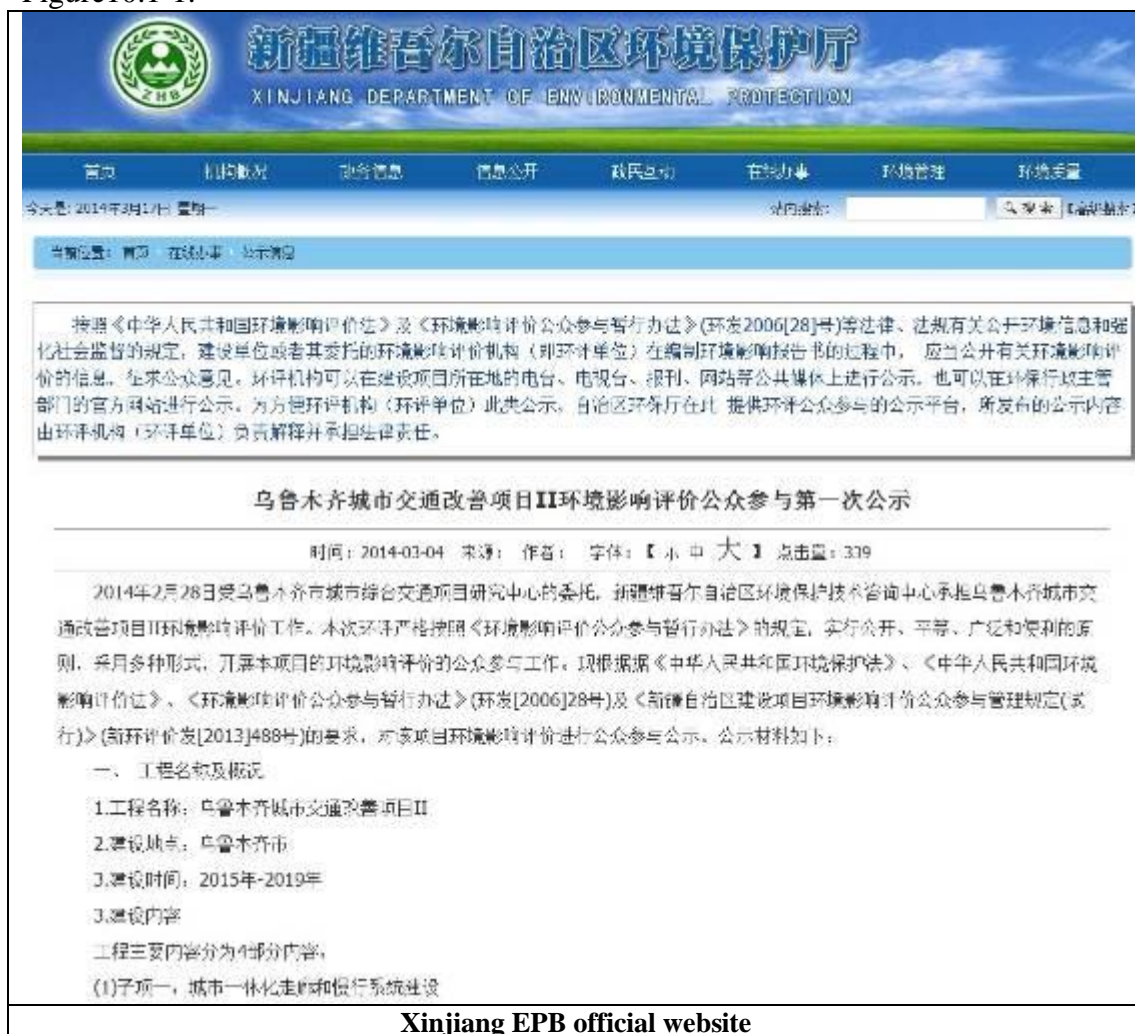 Figure10.1-1.
新疆维吾尔自治区环境保护厅
XINJIANG DEPARTMENT OF ENVIRONMENTAL PROTECTION
ZHB
首页 机构概况 政务信息 信息公开 政民互动 在线办事 环境管理 环境质量
今天是: 2014年3月17日 星期一 站内搜索: 搜索 【高级搜索
当前位置: 首页 在线办事 公示信息
按照《中华人民共和国环境影响评价法》及《环境影响评价公众参与暂行办法》(环发2006[28]号)等法律、法规有关公开环境信息和强
化社会监督的规定, 建设单位或者其委托的环境影响评价机构(即环评单位)在编制环境影响报告书的过程中, 应当公开有关环境影响评
价的信息, 征求公众意见。环评机构可以在建设项目所在地的电台、电视台、报刊、网站等公共媒体上进行公示, 也可以在环保行政主管
部门的官方网站进行公示。为方便环评机构(环评单位)此类公示, 自治区环保厅在此 提供环评公众参与的公示平台, 所发布的公示内容
由环评机构(环评单位)负责解释并承担法律责任。
乌鲁木齐城市交通改善项目II环境影响评价公众参与第一次公示
时间: 2014-03-04 来源: 作者: 字体:【 小 中 大 】 点击量: 339
2014年2月28日受乌鲁木齐市城市综合交通项目研究中心的委托, 新疆维吾尔自治区环境保护技术咨询中心承担乌鲁木齐城市交
通改善项目II环境影响评价工作。本次环评严格按照《环境影响评价公众参与暂行办法》的规定, 实行公开、平等、广泛和便利的原
则, 采用多种形式, 开展本项目的环境影响评价的公众参与工作。现根据据《中华人民共和国环境保护法》、《中华人民共和国环境
影响评价法》、《环境影响评价公众参与暂行办法》(环发[2006]28号)及《新疆自治区建设项目环境影响评价公众参与管理规定(试
行)》(新环评价发[2013]488号)的要求, 对该项目环境影响评价进行公众参与公示。公示材料如下:
一、 工程名称及概况
1.工程名称: 乌鲁木齐城市交通改善项目II
2.建设地点: 乌鲁木齐市
3.建设时间: 2015年-2019年
3.建设内容
工程主要内容分为4部分内容,
(1)子项一, 城市一体化走廊和慢行系统建设
Xinjiang EPB official website